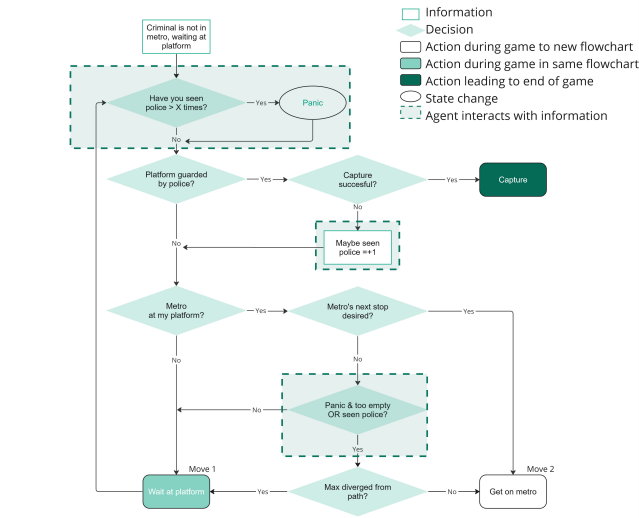 Information
Decision
Action during game to new flowchart
Action during game in same flowchart
Action leading to end of game
State change
Agent interacts with information
Criminal is not in
metro, waiting at
platform
Have you seen
police > X times?
Yes
Panic
No
Platform guarded
by police?
Yes
Capture
succesful?
Yes
Capture
No
Maybe seen
police =+1
No
Metro
at my platform?
Yes
Metro's next stop
desired?
Yes
No
No
Panic & too empty
OR seen police?
No
Yes
Move 1
Wait at platform
Yes
Max diverged from
path?
No
Move 2
Get on metro